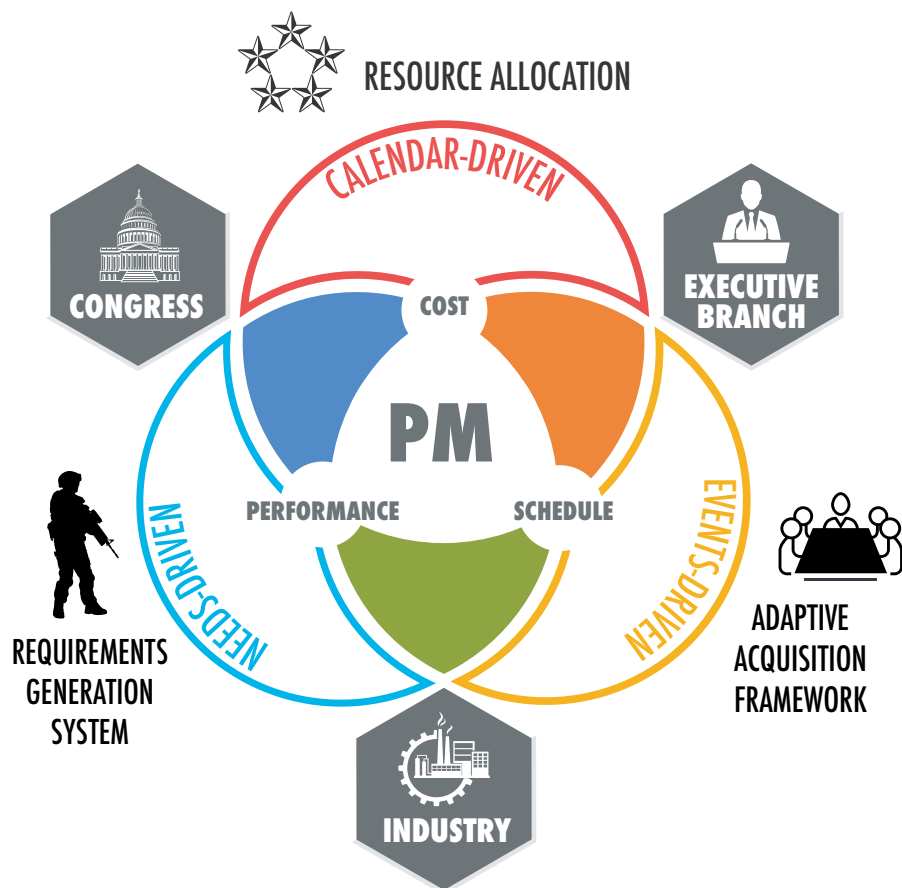 RESOURCE ALLOCATION
CALENDAR-DRIVEN
CONGRESS
EXECUTIVE
BRANCH
COST
PM
PERFORMANCE
SCHEDULE
NEEDS-DRIVEN
EVENTS-DRIVEN
REQUIREMENTS
GENERATION
SYSTEM
ADAPTIVE
ACQUISITION
FRAMEWORK
INDUSTRY